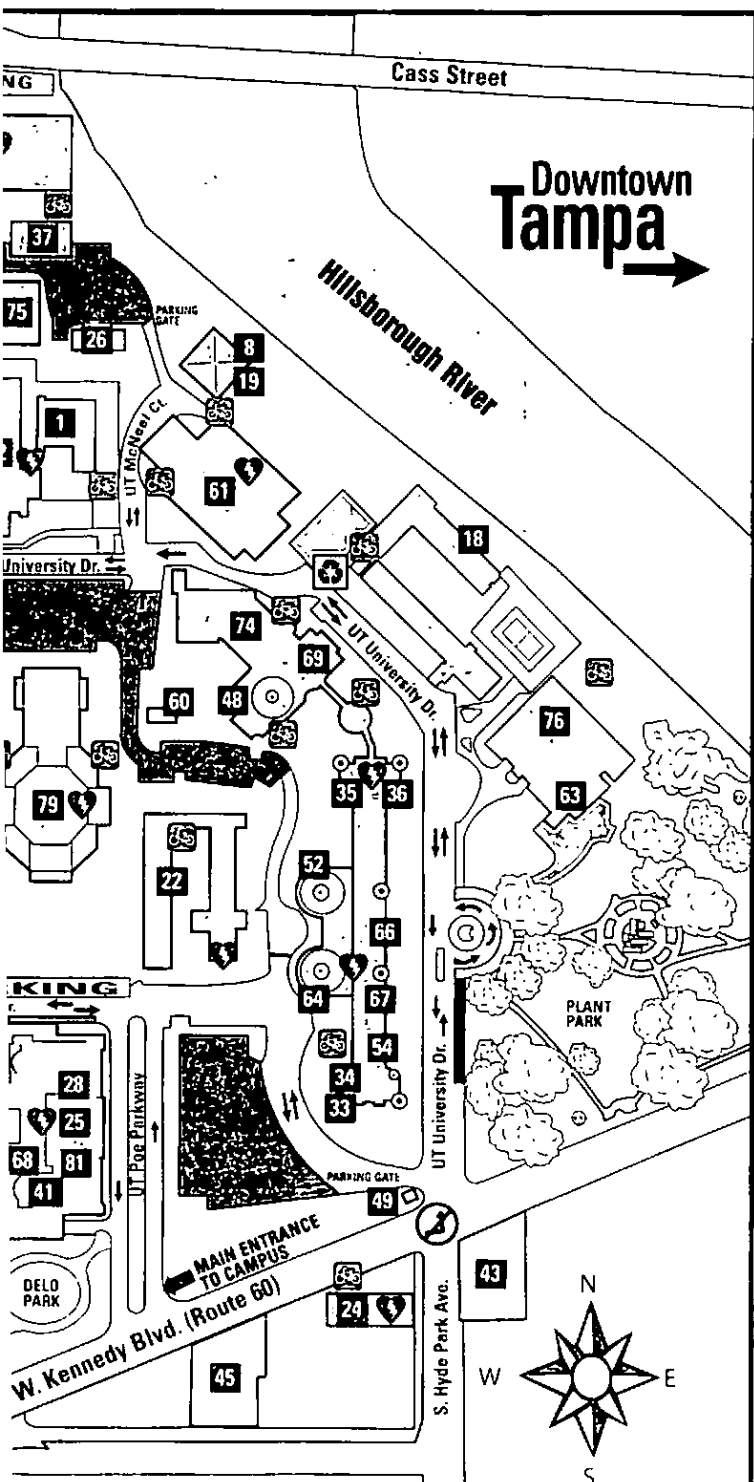 Cass Street
NG
Downtown
Tampa
37
Hillsborough River
75
PARKING
GATE
26
8
19
1
UT McNeel Ct.
61
18
University Dr.
74
UT University Dr.
69
60
48
76
35
36
63
79
52
22
66
KING
64
67
PLANT
PARK
54
28
34
25
33
UT University Dr.
68
81
UT Poe Parkway
41
PARKING GATE
49
MAIN ENTRANCE
TO CAMPUS
43
DELO
PARK
24
W. Kennedy Blvd. (Route 60)
S. Hyde Park Ave.
45
N
W
E
S